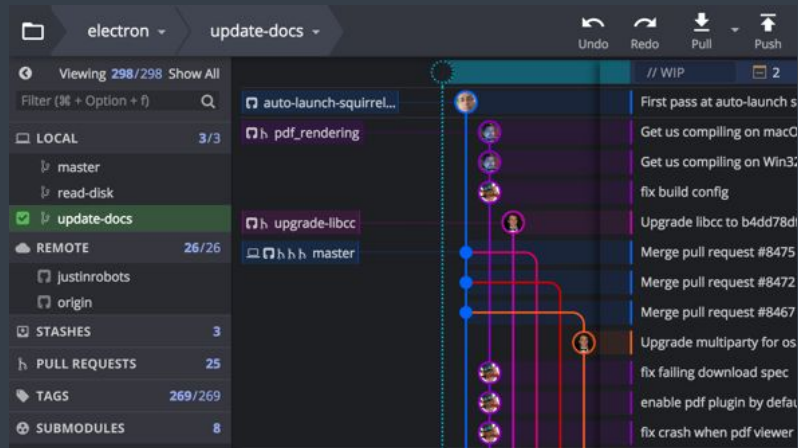 electron
update-docs
Undo
Redo
Pull
Push
Viewing 298/298 Show All
Filter (⌘ + Option + f)
LOCAL 3/3
master
read-disk
update-docs
REMOTE 26/26
justinrobots
origin
STASHES 3
PULL REQUESTS 25
TAGS 269/269
SUBMODULES 8
// WIP 2
auto-launch-squirrel... First pass at auto-launch s
pdf_rendering Get us compiling on macO
Get us compiling on Win32
fix build config
upgrade-libcc Upgrade libcc to b4dd78df
master Merge pull request #8475
Merge pull request #8472
Merge pull request #8467
Upgrade multiparty for os
fix failing download spec
enable pdf plugin by defau
fix crash when pdf viewer